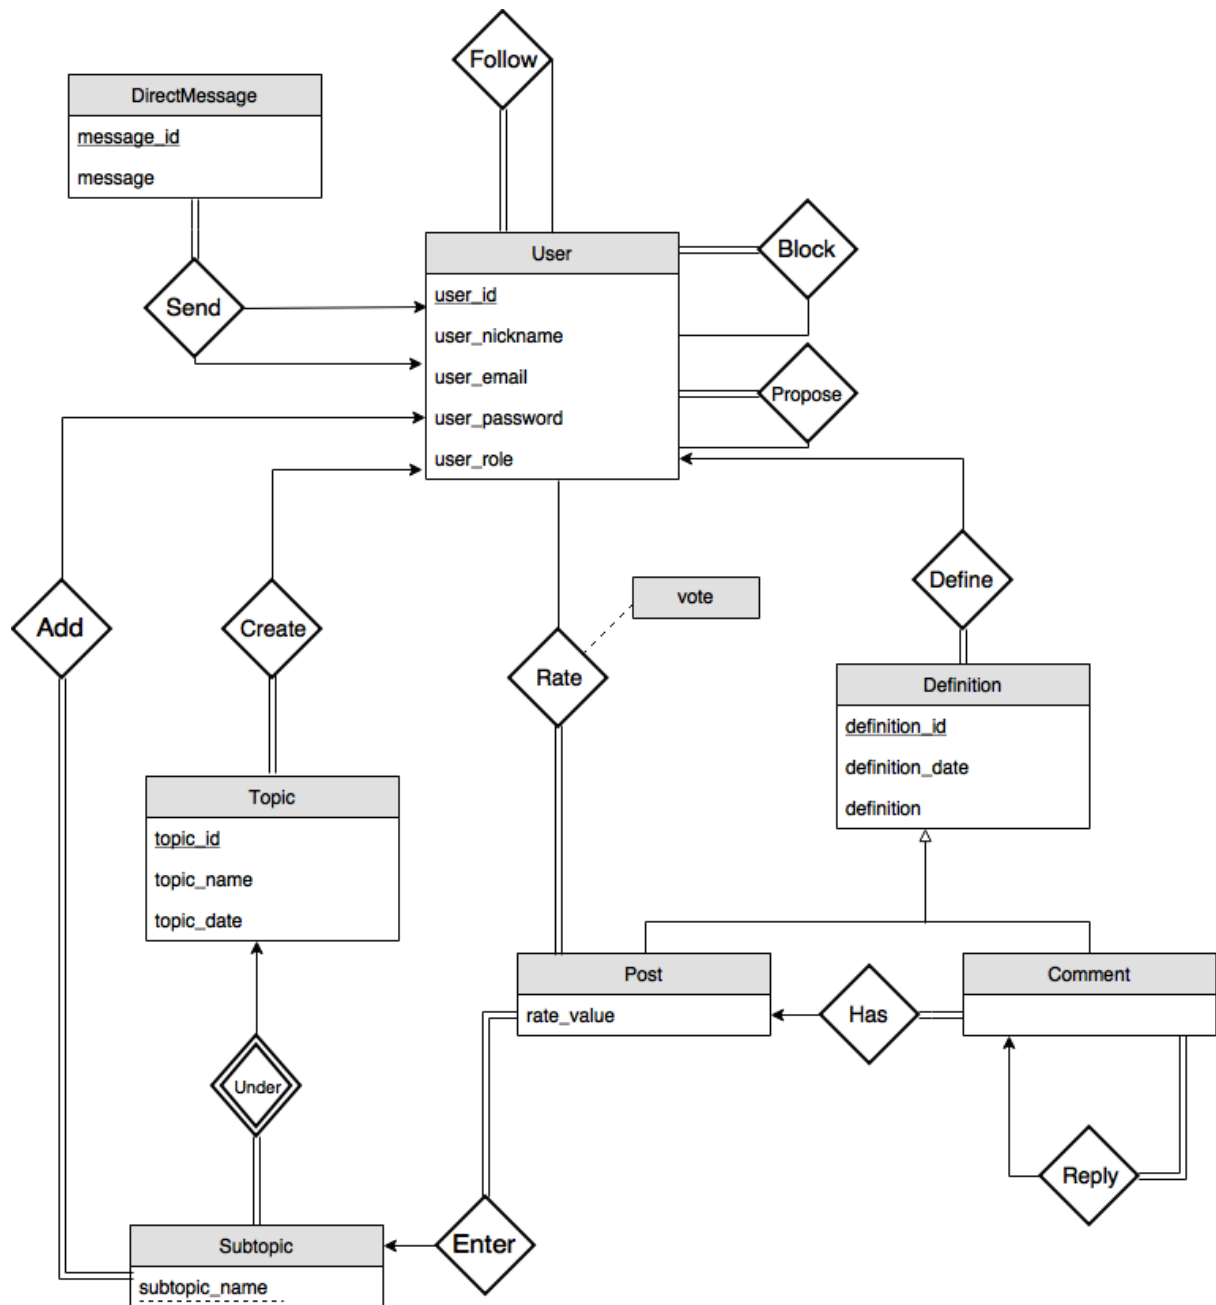 Follow
DirectMessage
message_id
message
User
user_id
user_nickname
user_email
user_password
user_role
Block
Send
Propose
Add
Create
vote
Define
Rate
Definition
definition_id
definition_date
definition
Topic
topic_id
topic_name
topic_date
Post
rate_value
Has
Comment
Under
Reply
Subtopic
subtopic_name
Enter